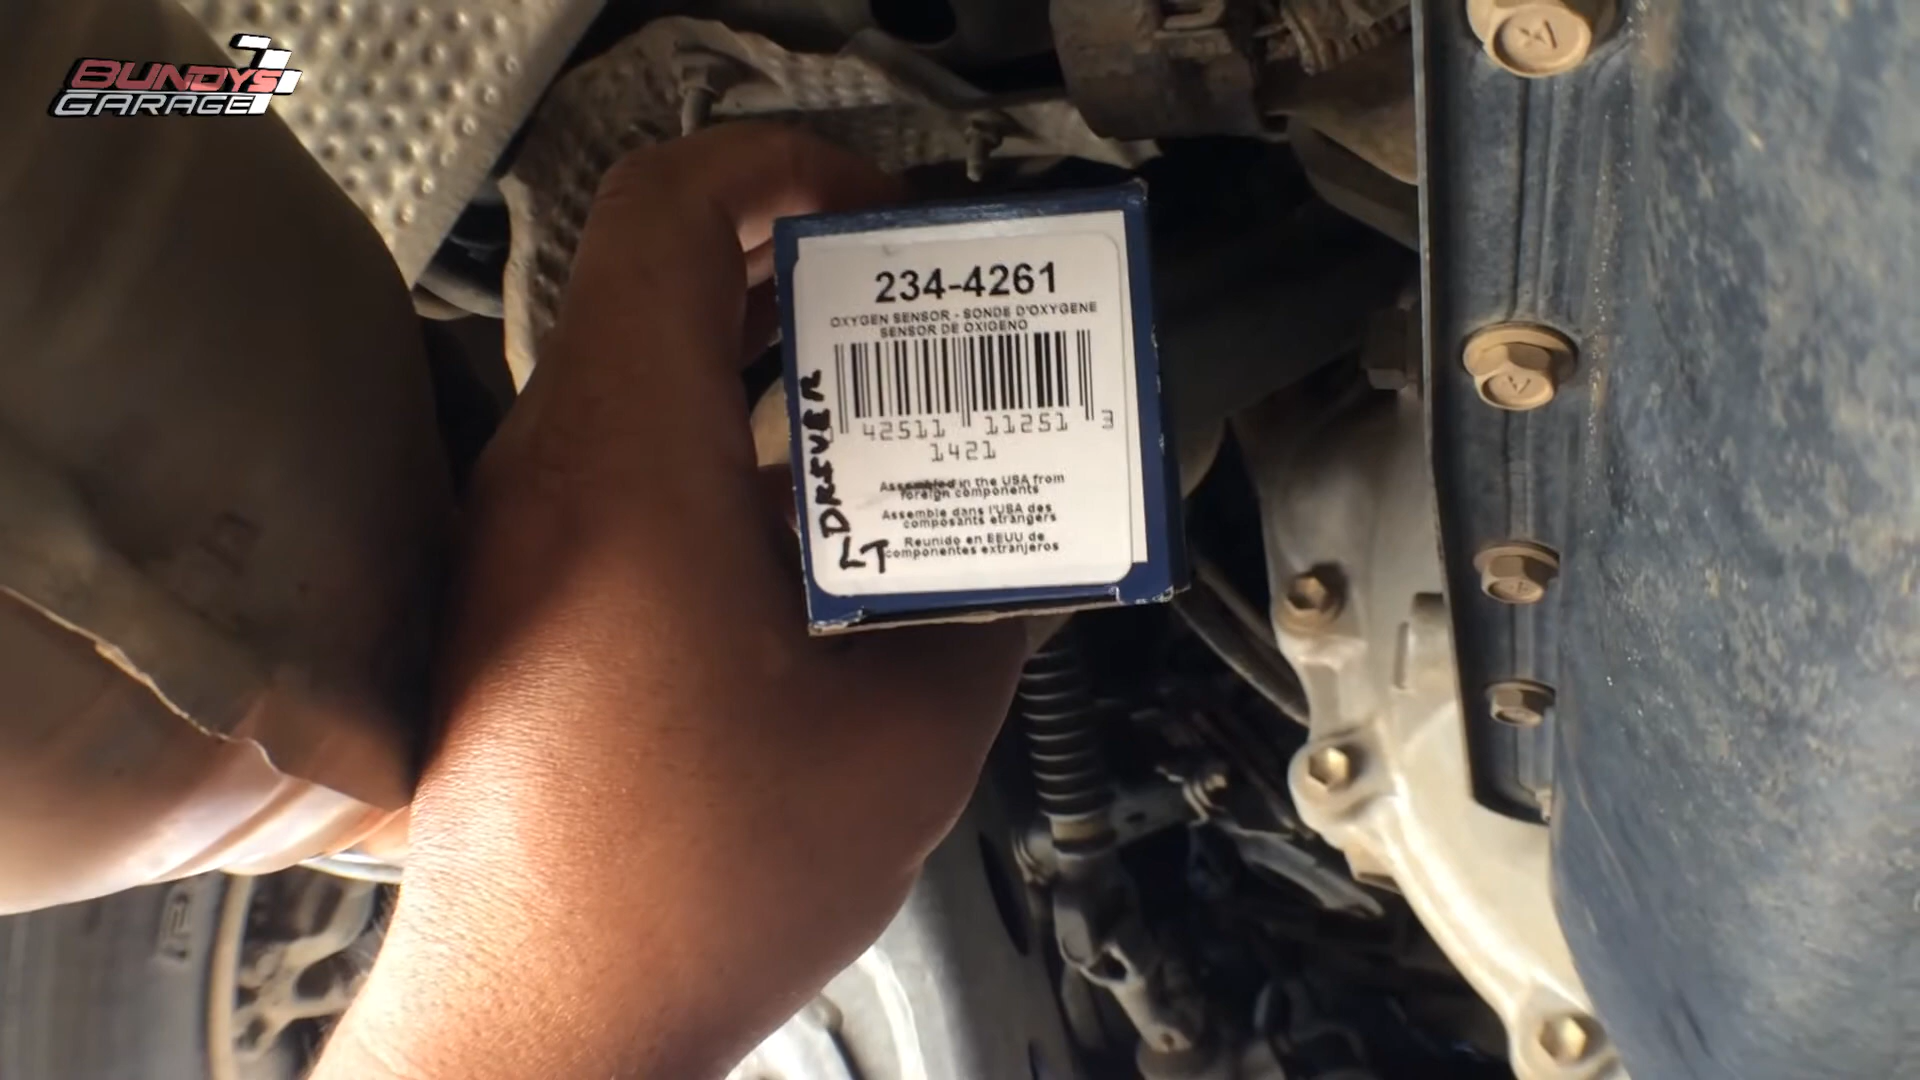 BUNDYS
GARAGE
234-4261
OXYGEN SENSOR - SONDE D'OXYGENE
SENSOR DE OXIGENO
42511 11251 3
1421
Assembled in the USA from
foreign components
Assemble dans l'USA des
composants etrangers
Reunido en EEUU de
componentes extranjeros
DRIVER
LT